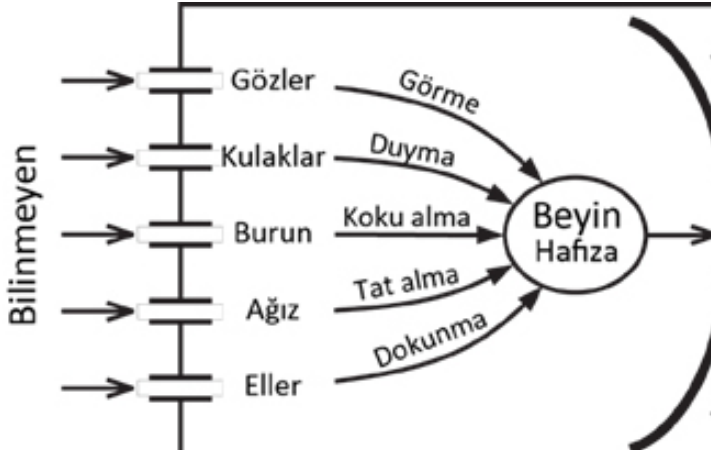 Bilinmeyen
Gözler
Görme
Kulaklar
Duyma
Burun
Koku alma
Ağız
Tat alma
Eller
Dokunma
Beyin
Hafıza